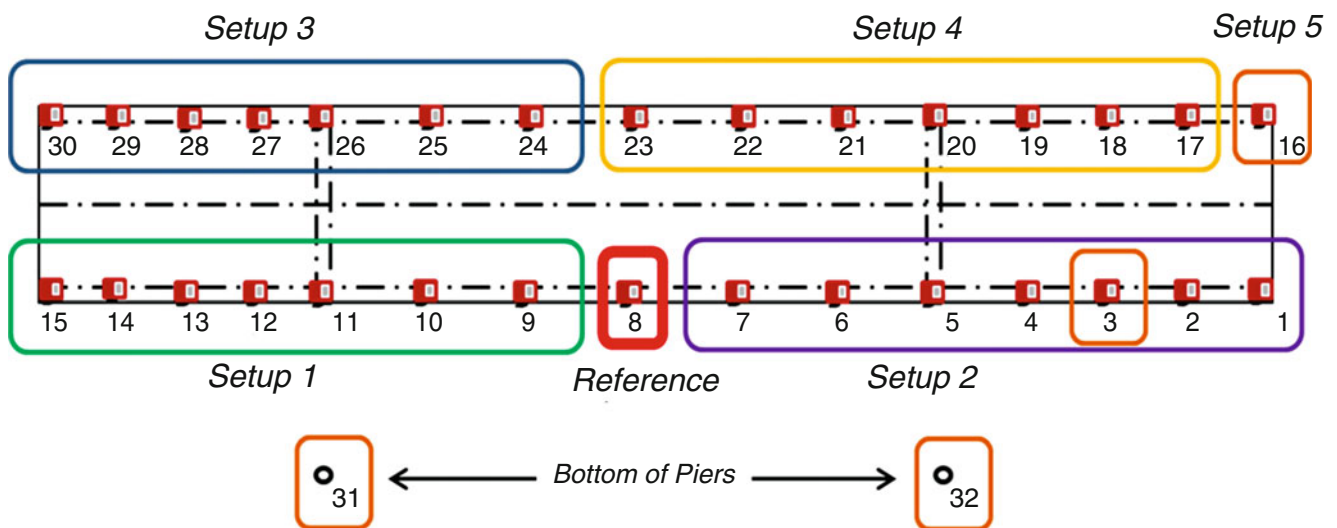 Setup 3 Setup 4 Setup 5
30 29 28 27 26 25 24 23 22 21 20 19 18 17 16
15 14 13 12 11 10 9 8 7 6 5 4 3 2 1
Setup 1 Reference Setup 2
Bottom of Piers
31 32